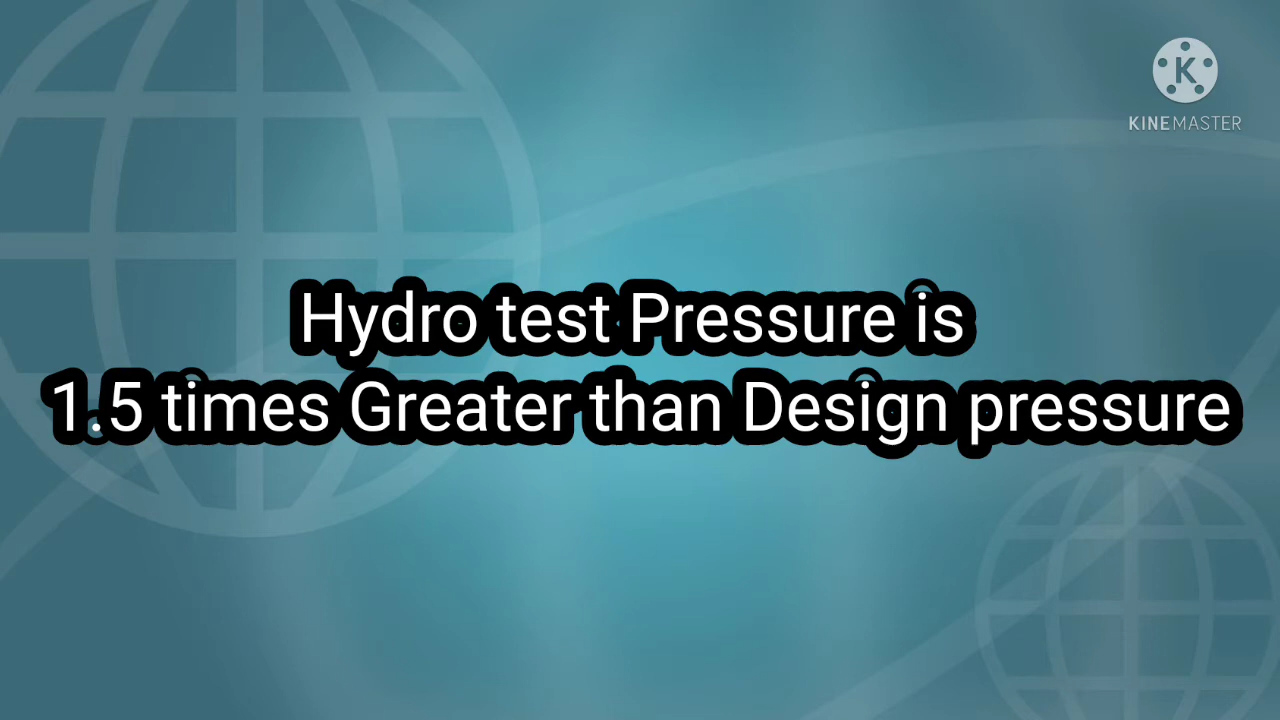 K
KINEMASTER
Hydro test Pressure is
1.5 times Greater than Design pressure